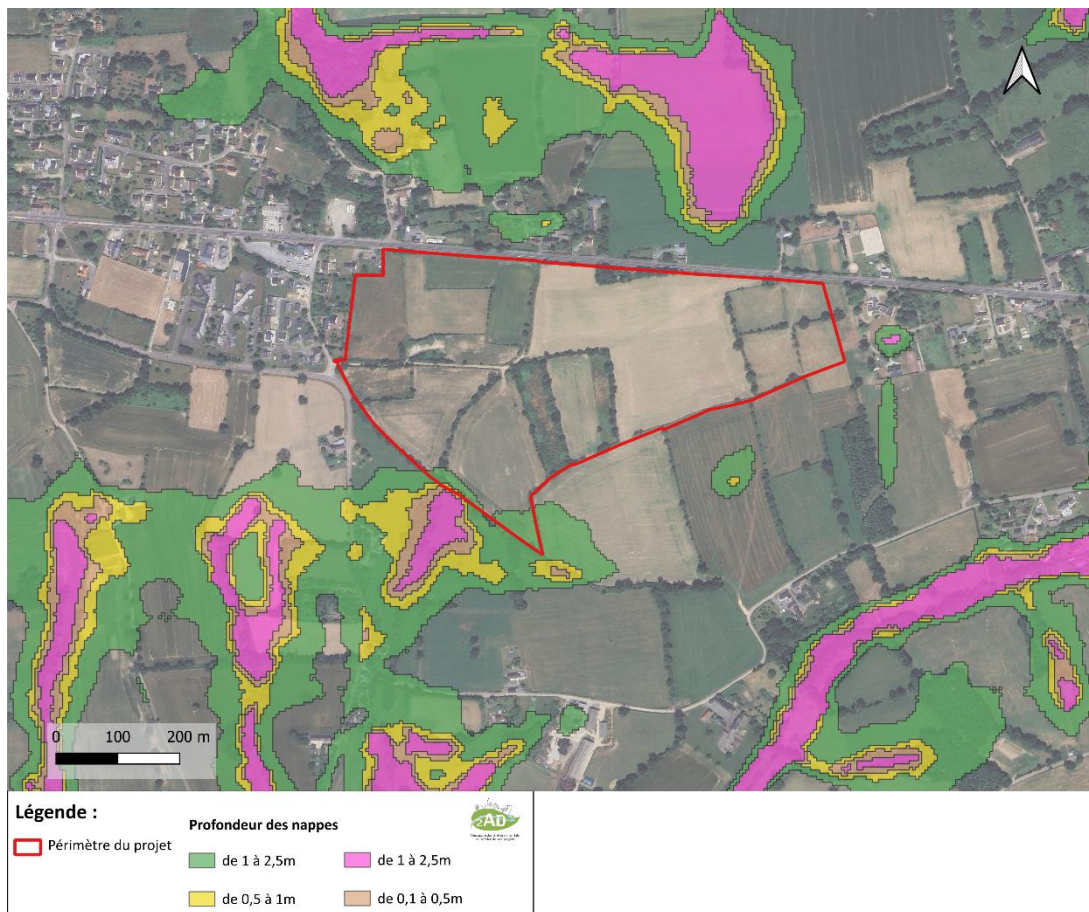 0 100 200 m
Légende :
Périmètre du projet
Profondeur des nappes
de 1 à 2,5m
de 1 à 2,5m
de 0,5 à 1m
de 0,1 à 0,5m
2AD